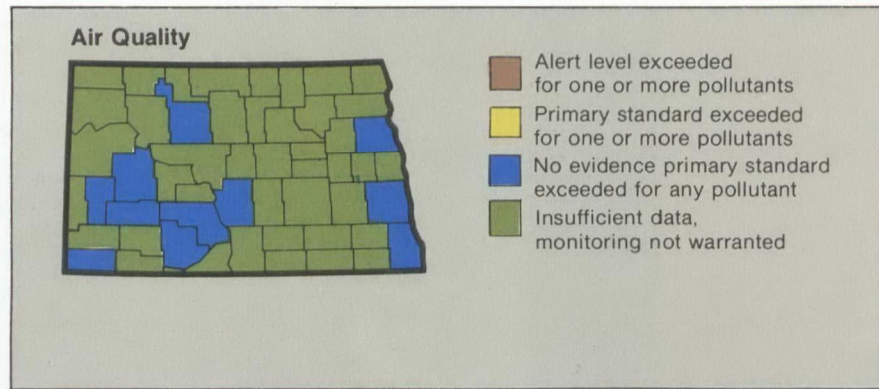 Air Quality
Alert level exceeded
for one or more pollutants
Primary standard exceeded
for one or more pollutants
No evidence primary standard
exceeded for any pollutant
Insufficient data,
monitoring not warranted